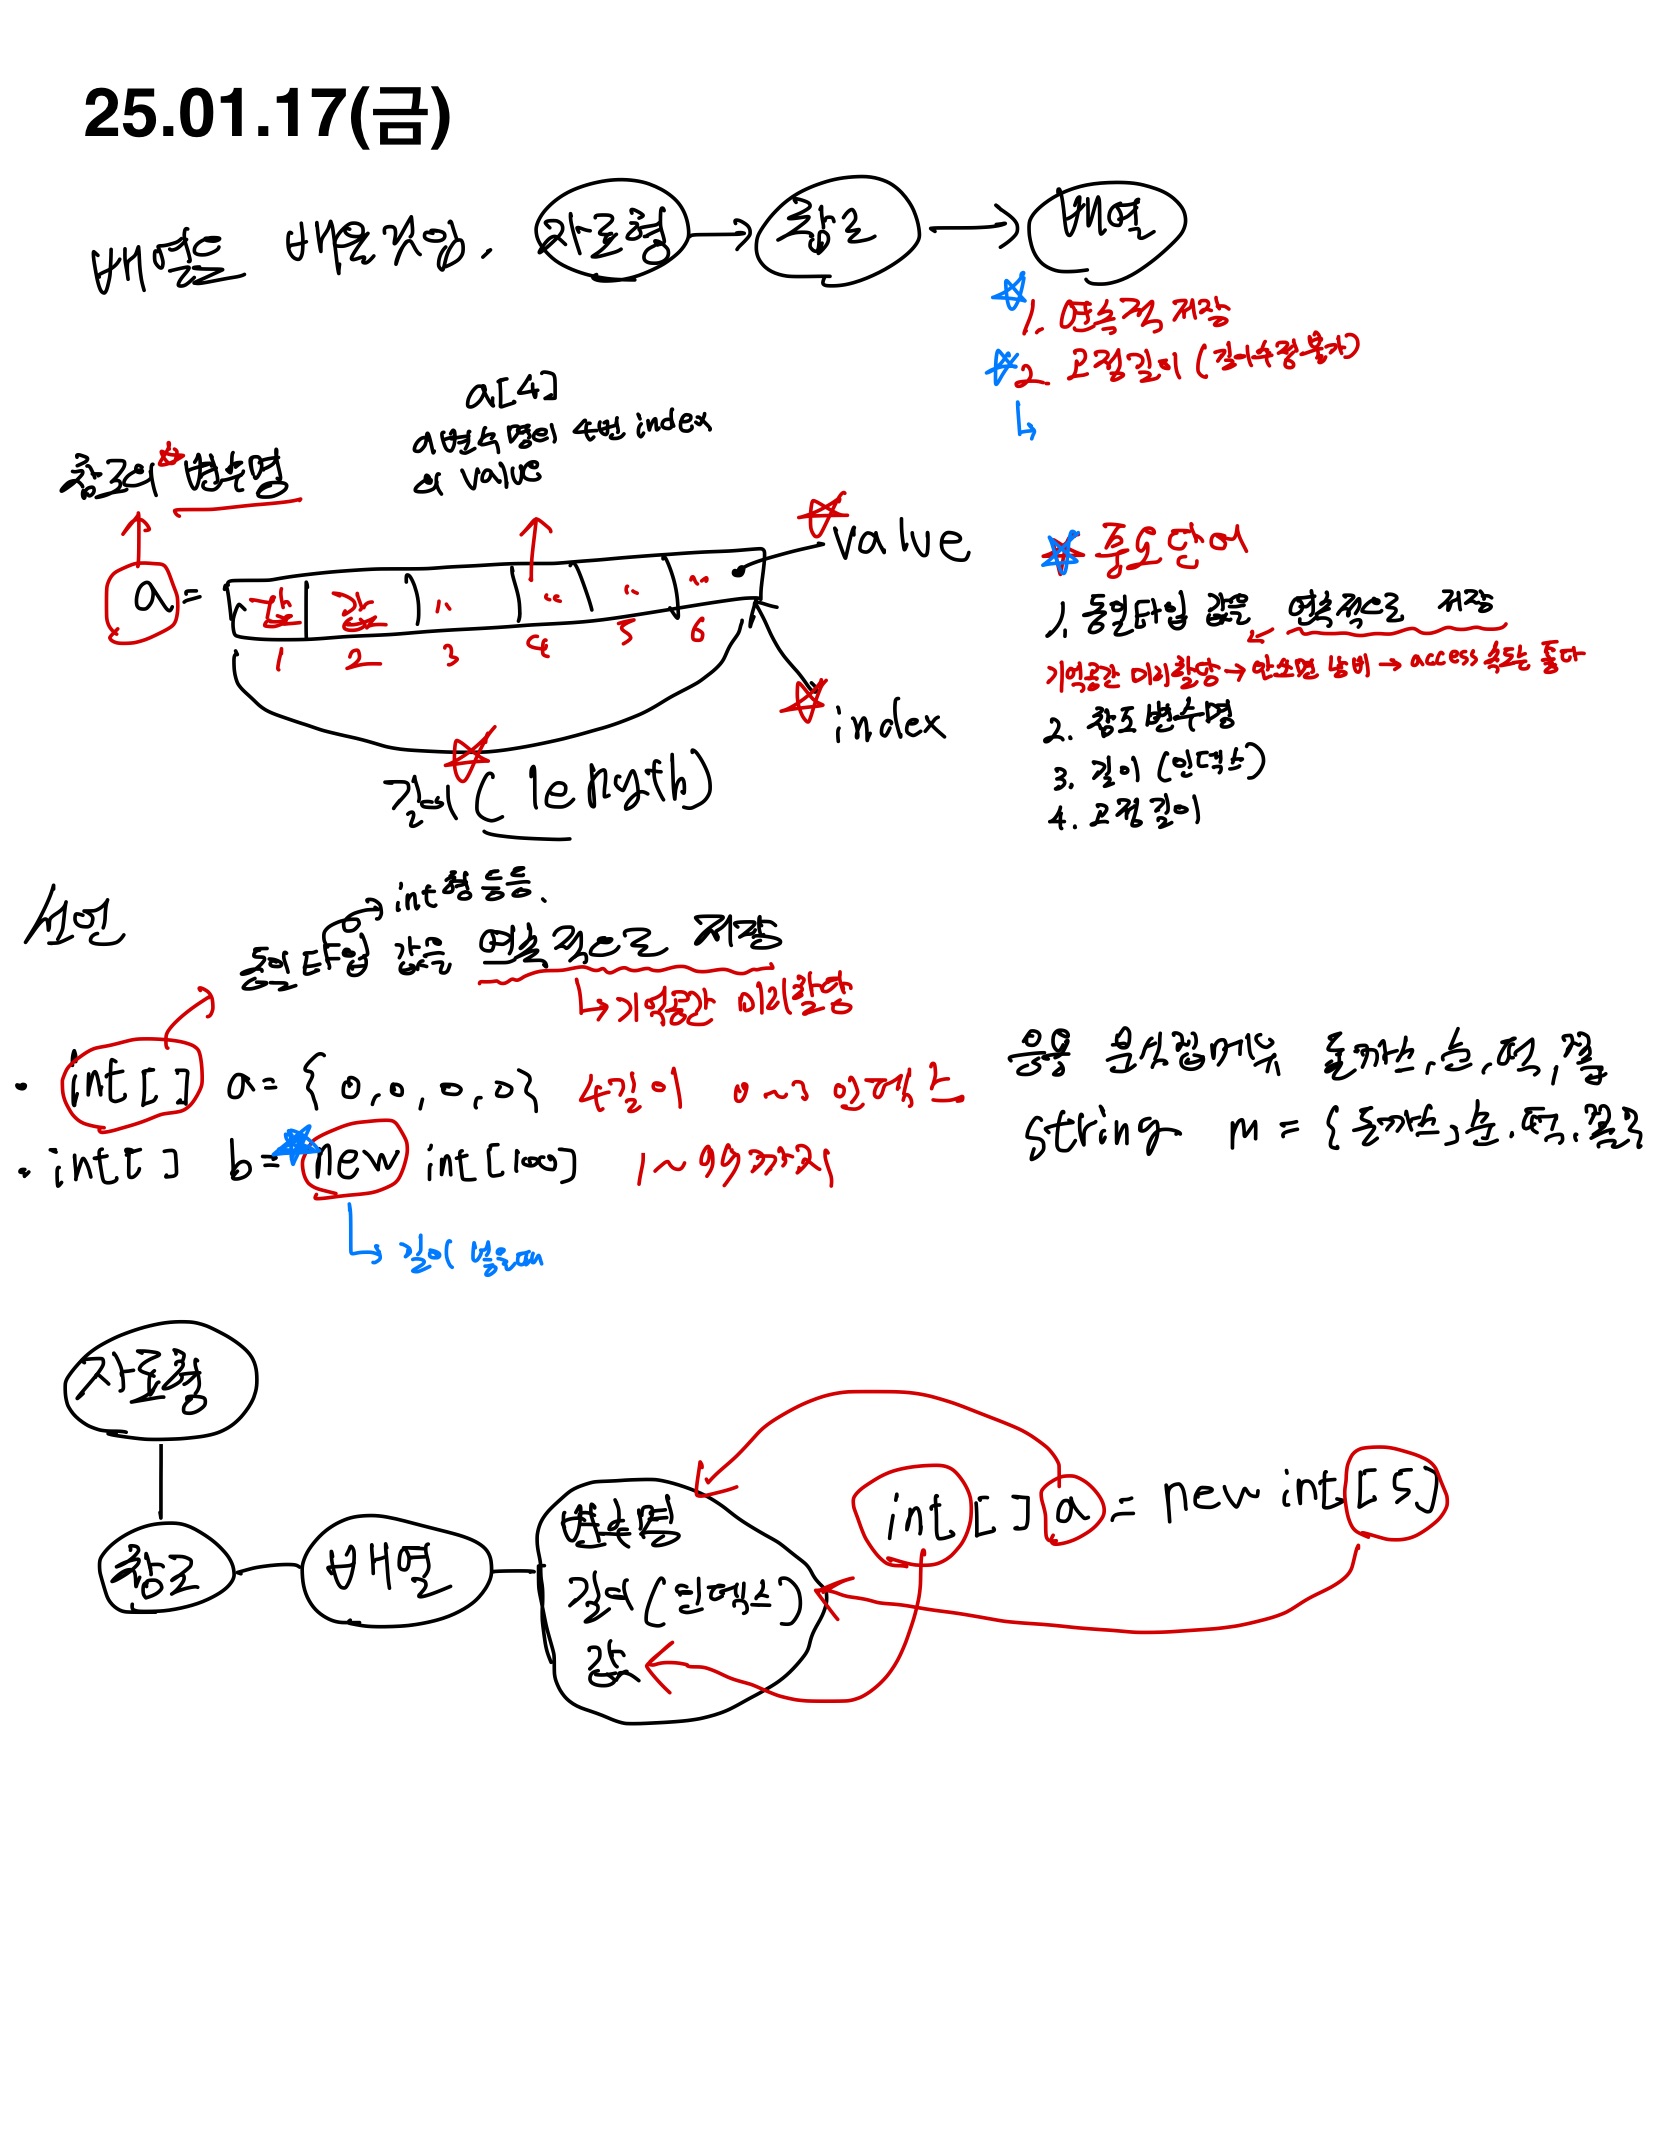 25.01.17(금)
배열을 배울것임. 자료형 → 참조 → 배열
1. 연속적 저장
2. 고정길이 (길이수정불가)
a[4]
a변수명의 4번 index
의 value
참조의 변수명
a = 값 값 〃 〃 〃 〃
1 2 3 4 5 6
value
index
길이 (length)
중요단어
1. 동일타입 값을 연속적으로 저장
기억공간 미리할당 → 안쓰면 낭비 → access 속도는 좋다
2. 참조변수명
3. 길이 (인덱스)
4. 고정길이
선언
int형 등등.
동일타입 값을 연속적으로 저장
기억공간 미리할당
· int[] a = {0,0,0,0} 4길이 0~3 인덱스
· int[] b = new int[100] 1~99까지
길이 넣을때
응용 분식집메뉴 돈까스,순,떡,쫄
string m = {돈까스,순.떡.쫄}
자료형
참조
배열
변수명
길이(인덱스)
값
int[] a = new int[5]